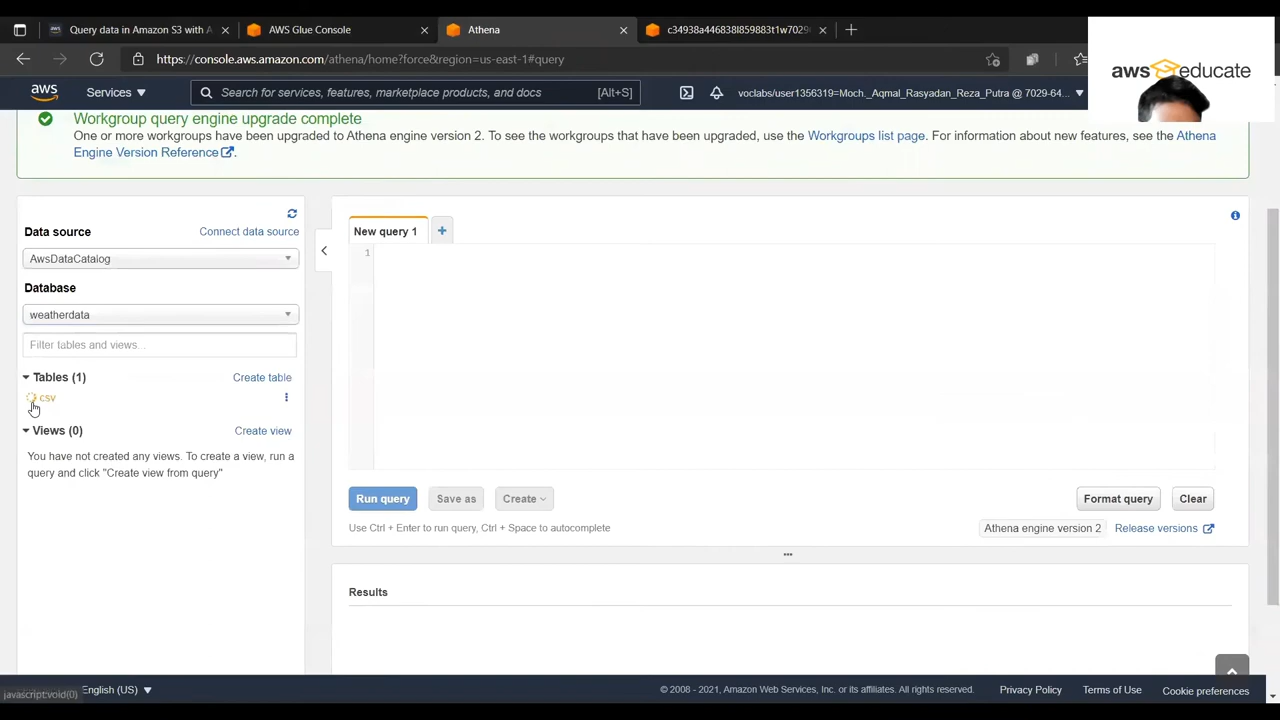 Query data in Amazon S3 with A
AWS Glue Console
Athena
c34938a446838l859883t1w7029
https://console.aws.amazon.com/athena/home?force&region=us-east-1#query
aws
Services
Search for services, features, marketplace products, and docs
[Alt+S]
voclabs/user1356319=Moch._Aqmal_Rasyadan_Reza_Putra @ 7029-64...
aws educate
Workgroup query engine upgrade complete
One or more workgroups have been upgraded to Athena engine version 2. To see the workgroups that have been upgraded, use the Workgroups list page. For information about new features, see the Athena
Engine Version Reference.
Data source
Connect data source
AwsDataCatalog
Database
weatherdata
Filter tables and views...
Tables (1)
Create table
csv
Views (0)
Create view
You have not created any views. To create a view, run a
query and click "Create view from query"
New query 1
1
Run query
Save as
Create
Format query
Clear
Use Ctrl + Enter to run query, Ctrl + Space to autocomplete
Athena engine version 2
Release versions
Results
javascript:void(0)
English (US)
© 2008 - 2021, Amazon Web Services, Inc. or its affiliates. All rights reserved.
Privacy Policy
Terms of Use
Cookie preferences